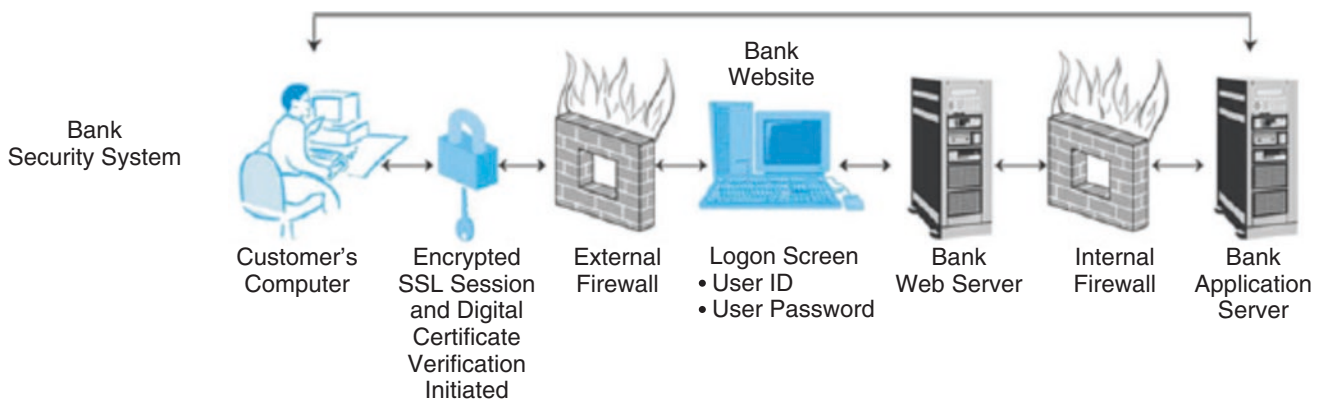 Bank
Website
Bank
Security System
Customer's
Computer
Encrypted
SSL Session
and Digital
Certificate
Verification
Initiated
External
Firewall
Logon Screen
• User ID
• User Password
Bank
Web Server
Internal
Firewall
Bank
Application
Server